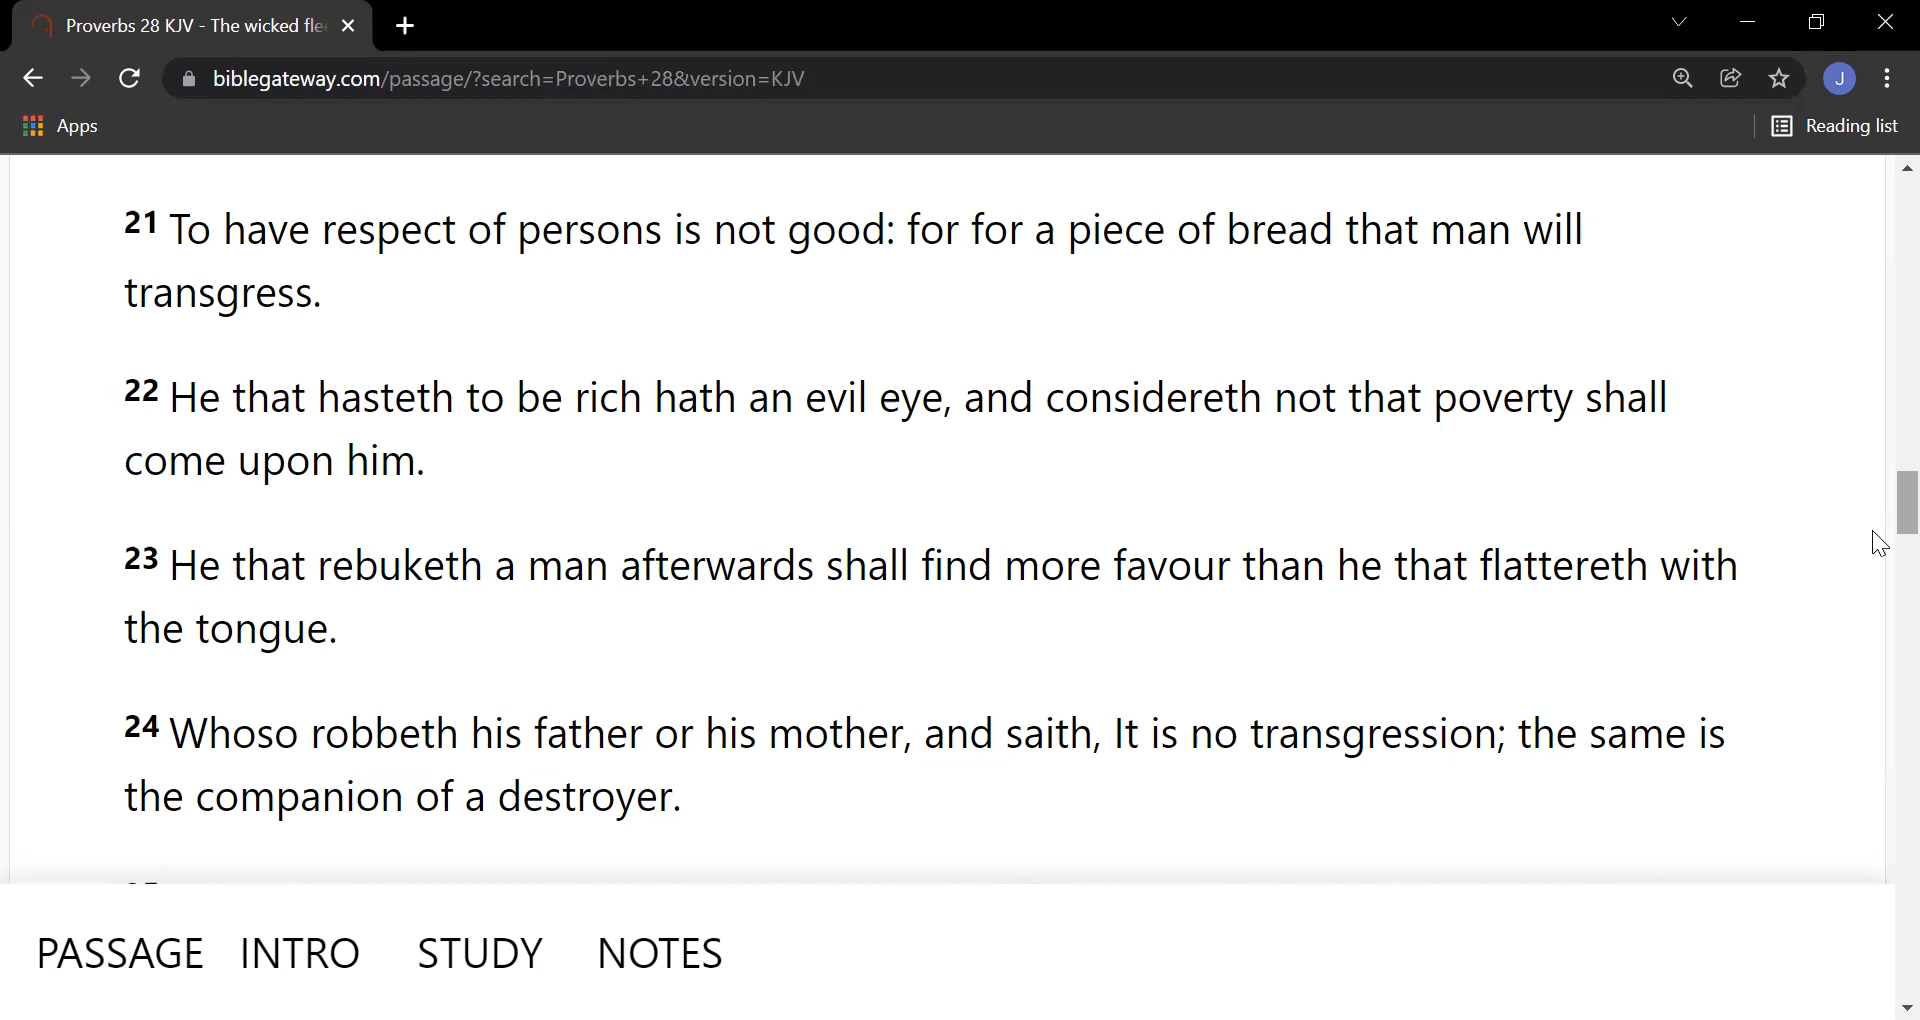 Proverbs 28 KJV - The wicked fle
biblegateway.com/passage/?search=Proverbs+28&version=KJV
J
Apps
Reading list
21 To have respect of persons is not good: for for a piece of bread that man will
transgress.
22 He that hasteth to be rich hath an evil eye, and considereth not that poverty shall
come upon him.
23 He that rebuketh a man afterwards shall find more favour than he that flattereth with
the tongue.
24 Whoso robbeth his father or his mother, and saith, It is no transgression; the same is
the companion of a destroyer.
PASSAGE INTRO STUDY NOTES